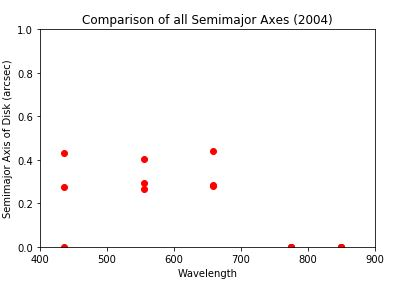 Comparison of all Semimajor Axes (2004)
Semimajor Axis of Disk (arcsec)
1.0
0.8
0.6
0.4
0.2
0.0
400 500 600 700 800 900
Wavelength